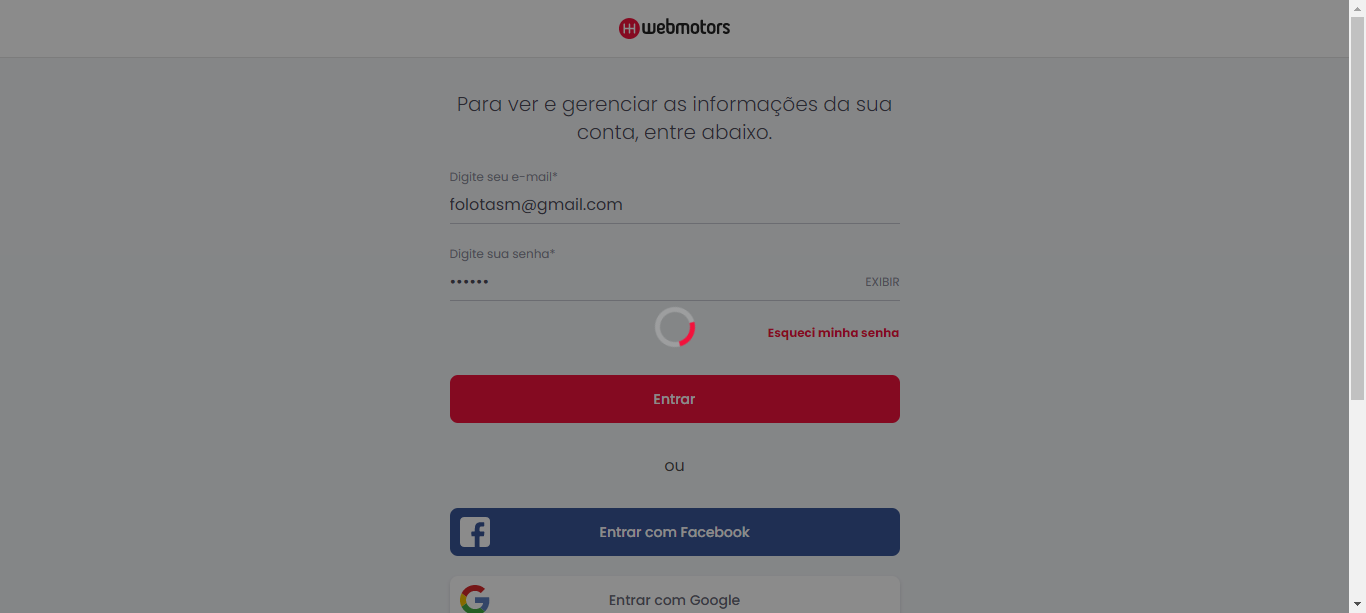 webmotors
Para ver e gerenciar as informações da sua
conta, entre abaixo.
Digite seu e-mail*
folotasm@gmail.com
Digite sua senha*
••••••
EXIBIR
Esqueci minha senha
Entrar
ou
Entrar com Facebook
Entrar com Google